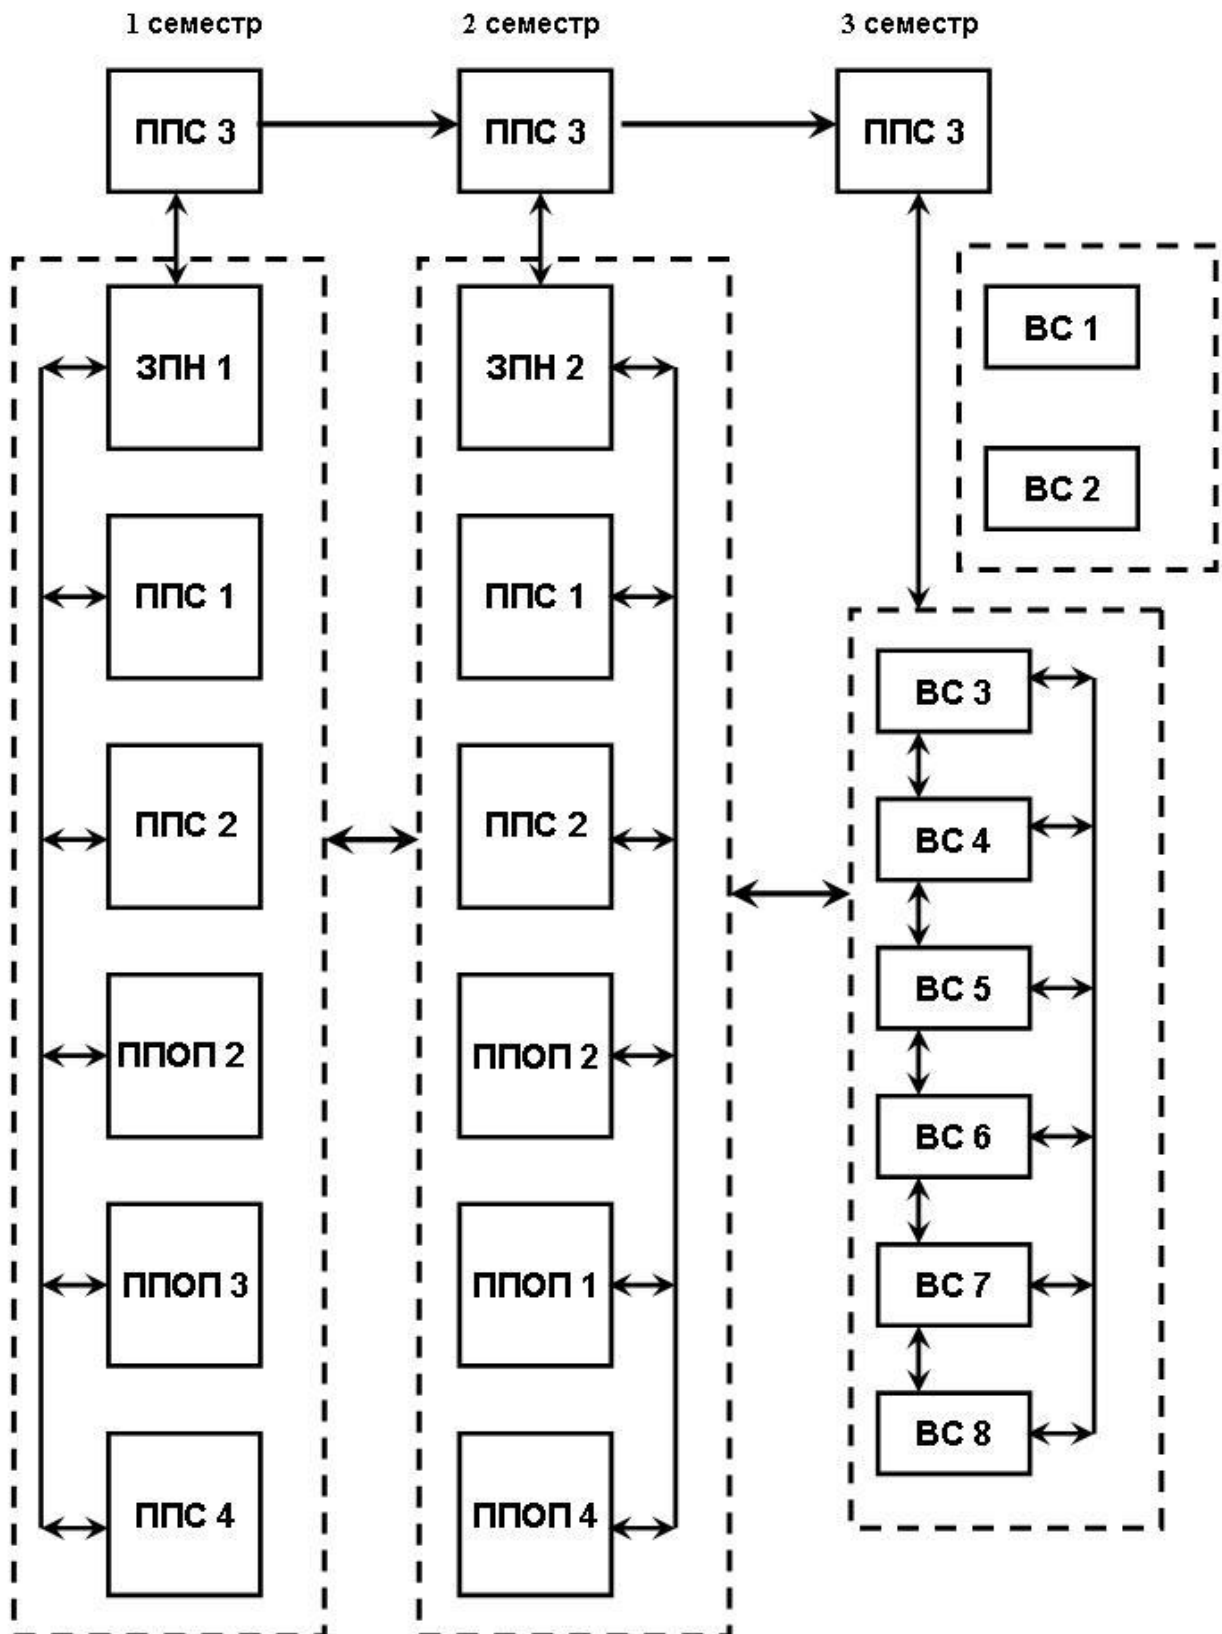 1 семестр
2 семестр
3 семестр
ППС 3
ППС 3
ППС 3
ЗПН 1
ППС 1
ППС 2
ППОП 2
ППОП 3
ППС 4
ЗПН 2
ППС 1
ППС 2
ППОП 2
ППОП 1
ППОП 4
ВС 1
ВС 2
ВС 3
ВС 4
ВС 5
ВС 6
ВС 7
ВС 8